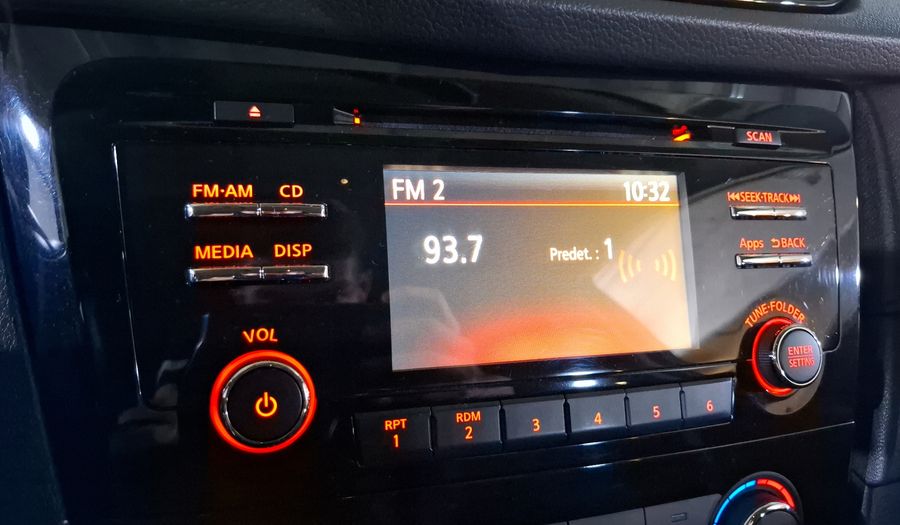 SCAN
FM·AM CD
MEDIA DISP
VOL
FM 2 10:32
93.7 Predet. : 1
SEEK·TRACK
Apps BACK
TUNE·FOLDER
ENTER
SETTING
RPT
1
RDM
2
3
4
5
6